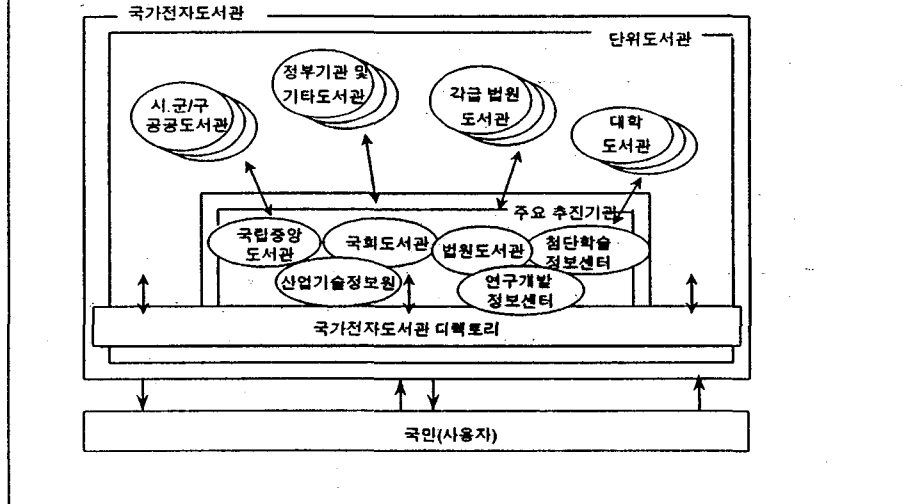 국가전자도서관
단위도서관
시.군/구
공공도서관
정부기관 및
기타도서관
각급 법원
도서관
대학
도서관
주요 추진기관
국립중앙
도서관
국회도서관
법원도서관
첨단학술
정보센터
산업기술정보원
연구개발
정보센터
국가전자도서관 디렉토리
국민(사용자)